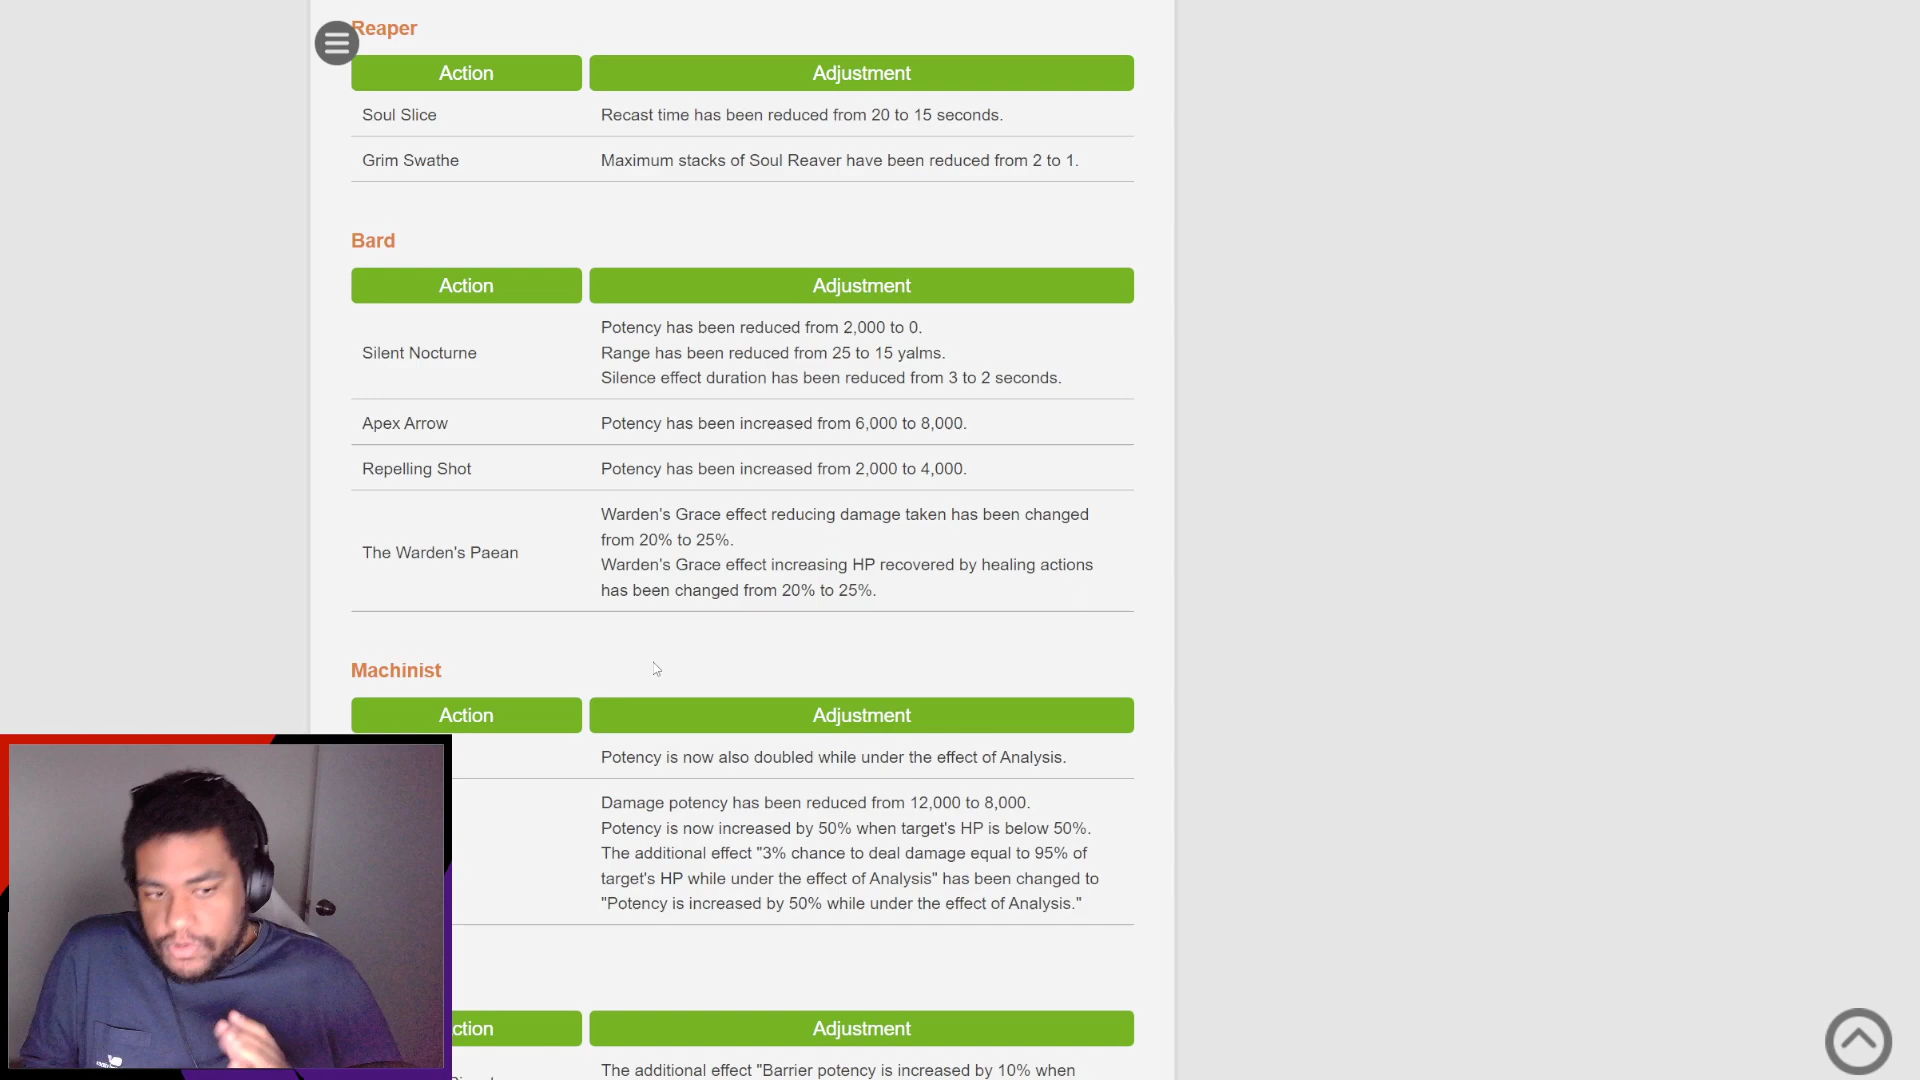 Reaper
Action
Adjustment
Soul Slice
Recast time has been reduced from 20 to 15 seconds.
Grim Swathe
Maximum stacks of Soul Reaver have been reduced from 2 to 1.
Bard
Action
Adjustment
Silent Nocturne
Potency has been reduced from 2,000 to 0.
Range has been reduced from 25 to 15 yalms.
Silence effect duration has been reduced from 3 to 2 seconds.
Apex Arrow
Potency has been increased from 6,000 to 8,000.
Repelling Shot
Potency has been increased from 2,000 to 4,000.
The Warden's Paean
Warden's Grace effect reducing damage taken has been changed
from 20% to 25%.
Warden's Grace effect increasing HP recovered by healing actions
has been changed from 20% to 25%.
Machinist
Action
Adjustment
Potency is now also doubled while under the effect of Analysis.
Damage potency has been reduced from 12,000 to 8,000.
Potency is now increased by 50% when target's HP is below 50%.
The additional effect "3% chance to deal damage equal to 95% of
target's HP while under the effect of Analysis" has been changed to
"Potency is increased by 50% while under the effect of Analysis."
ction
Adjustment
The additional effect "Barrier potency is increased by 10% when